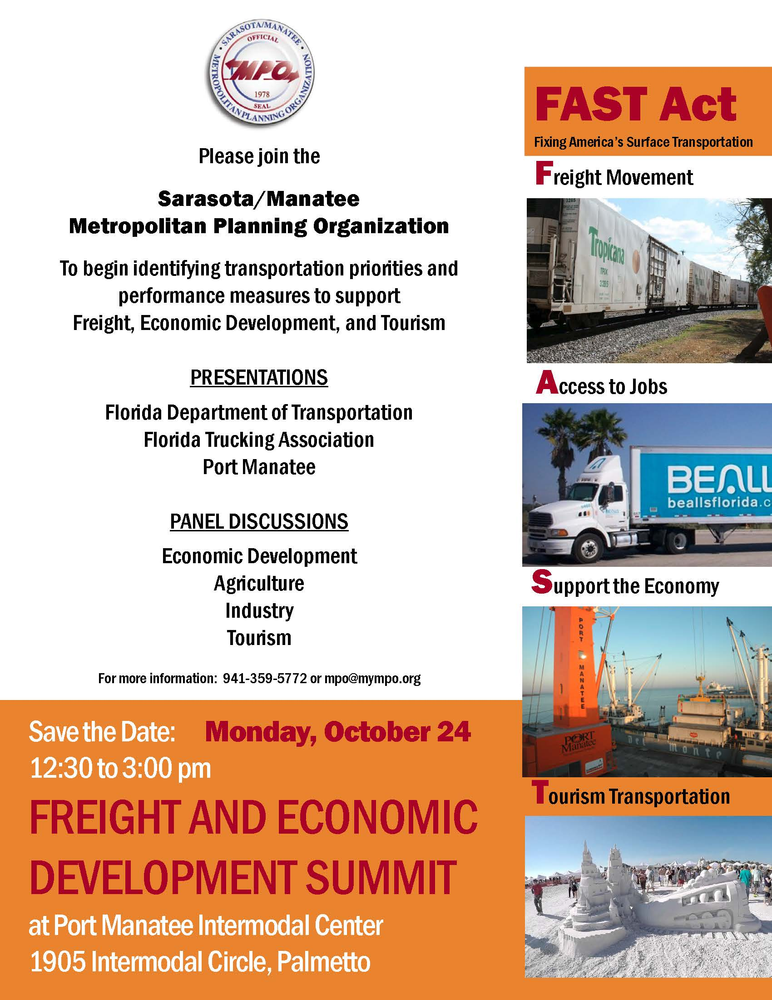 SARASOTA/MANATEE
METROPOLITAN PLANNING ORGANIZATION
OFFICIAL
MPO
1978
SEAL
Please join the
Sarasota/Manatee
Metropolitan Planning Organization
To begin identifying transportation priorities and
performance measures to support
Freight, Economic Development, and Tourism
PRESENTATIONS
Florida Department of Transportation
Florida Trucking Association
Port Manatee
PANEL DISCUSSIONS
Economic Development
Agriculture
Industry
Tourism
For more information: 941-359-5772 or mpo@mympo.org
Save the Date: Monday, October 24
12:30 to 3:00 pm
FREIGHT AND ECONOMIC
DEVELOPMENT SUMMIT
at Port Manatee Intermodal Center
1905 Intermodal Circle, Palmetto
FAST Act
Fixing America's Surface Transportation
Freight Movement
3285
Tropicana
TPIX
3285
Access to Jobs
BEALL
beallsflorida.c
Support the Economy
PORT MANATEE
PORT
Manatee
Del monte
Tourism Transportation